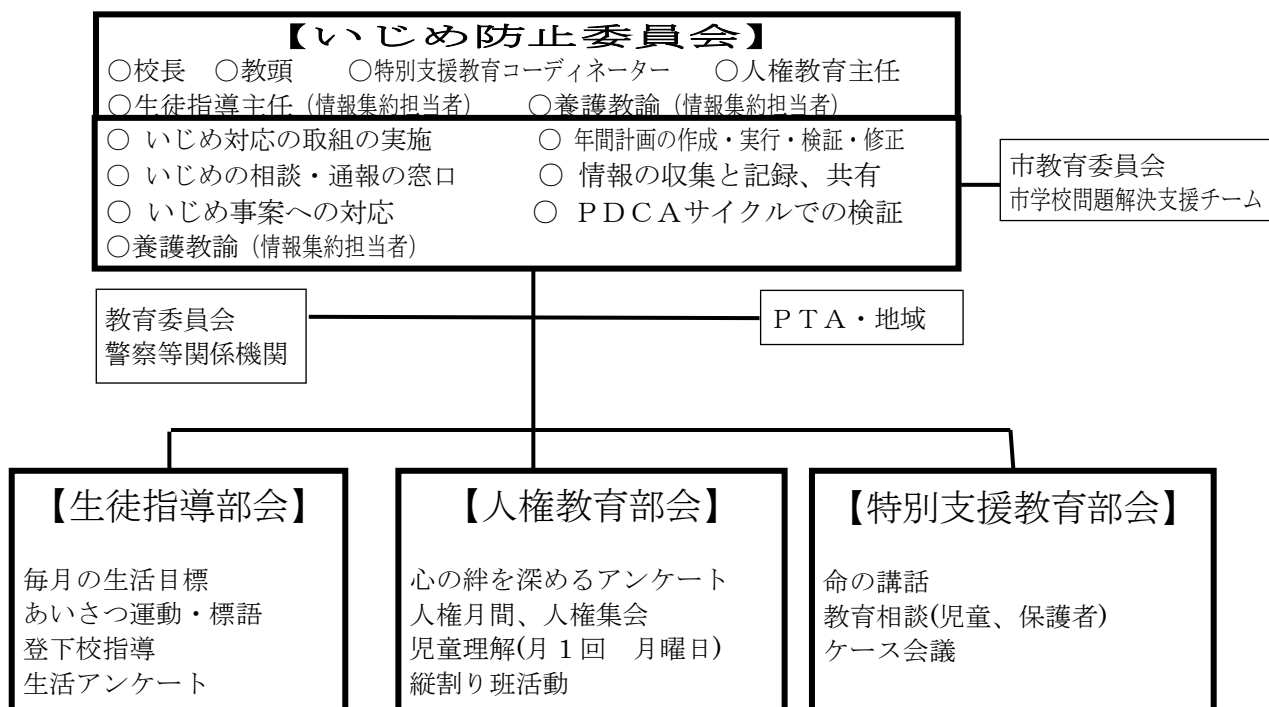 【いじめ防止委員会】
○校長　○教頭　　○特別支援教育コーディネーター　　○人権教育主任
○生徒指導主任（情報集約担当者）　　○養護教諭（情報集約担当者）
○ いじめ対応の取組の実施　　○ 年間計画の作成・実行・検証・修正
○ いじめの相談・通報の窓口　　○ 情報の収集と記録、共有
○ いじめ事案への対応　　○ ＰＤＣＡサイクルでの検証
○養護教諭（情報集約担当者）
市教育委員会
市学校問題解決支援チーム
教育委員会
警察等関係機関
ＰＴＡ・地域
【生徒指導部会】
毎月の生活目標
あいさつ運動・標語
登下校指導
生活アンケート
【人権教育部会】
心の絆を深めるアンケート
人権月間、人権集会
児童理解(月１回　月曜日)
縦割り班活動
【特別支援教育部会】
命の講話
教育相談(児童、保護者)
ケース会議